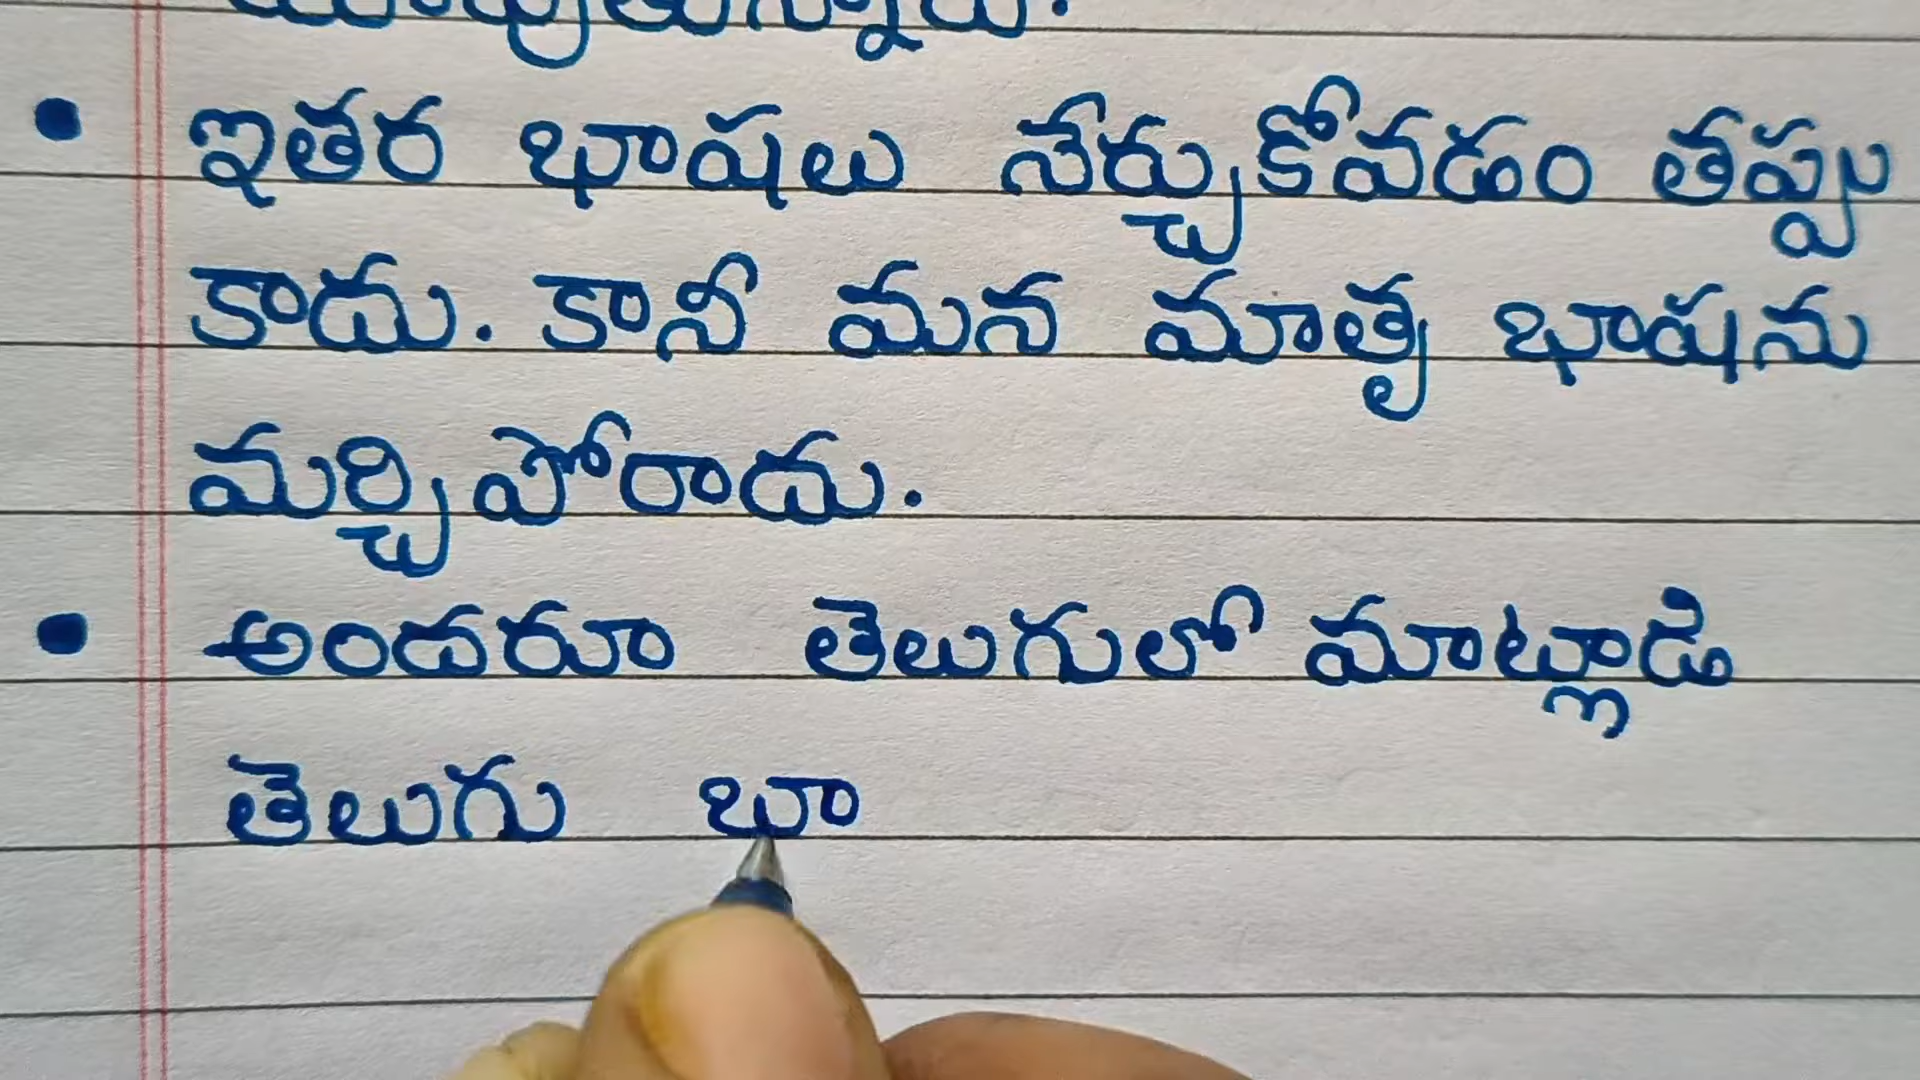 • ఇతర భాషలు నేర్చుకోవడం తప్పు
కాదు. కానీ మన మాతృ భాషను
మర్చిపోరాదు.
• అందరూ తెలుగులో మాట్లాడి
తెలుగు బా